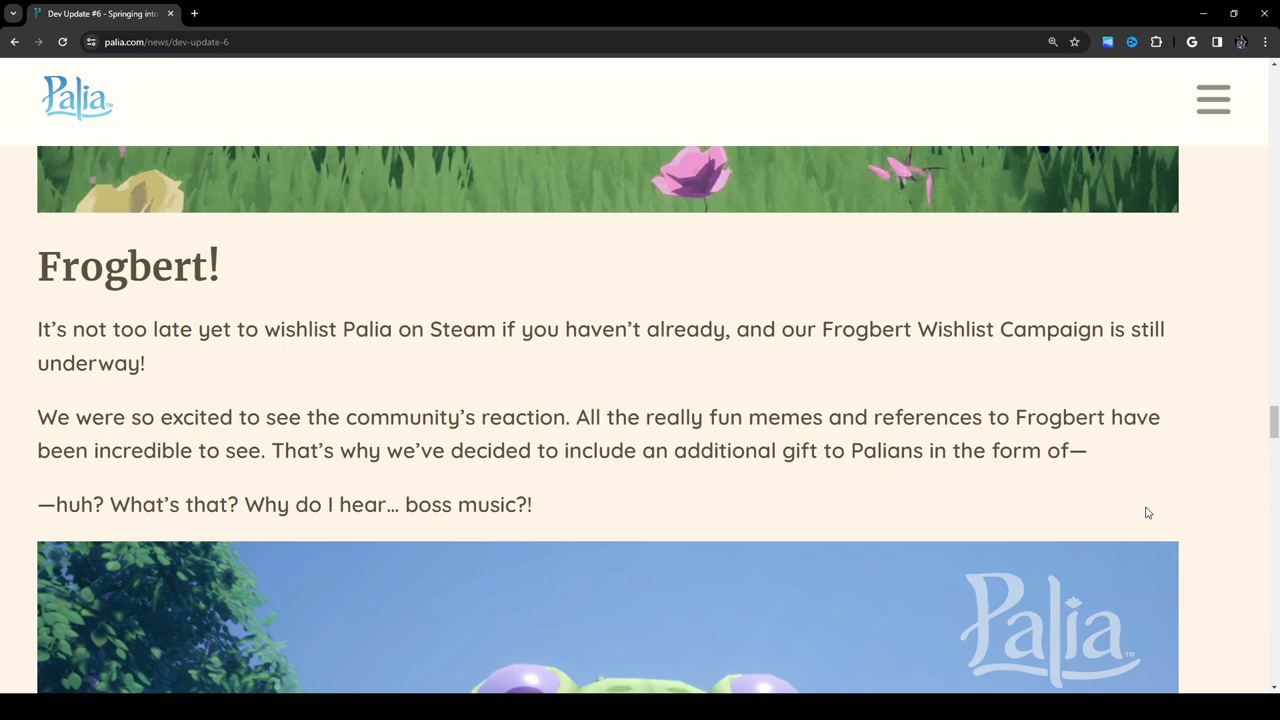 Dev Update #6 - Springing into
palia.com/news/dev-update-6
Palia™
Frogbert!
It's not too late yet to wishlist Palia on Steam if you haven't already, and our Frogbert Wishlist Campaign is still
underway!
We were so excited to see the community's reaction. All the really fun memes and references to Frogbert have
been incredible to see. That's why we've decided to include an additional gift to Palians in the form of—
—huh? What's that? Why do I hear... boss music?!
Palia™